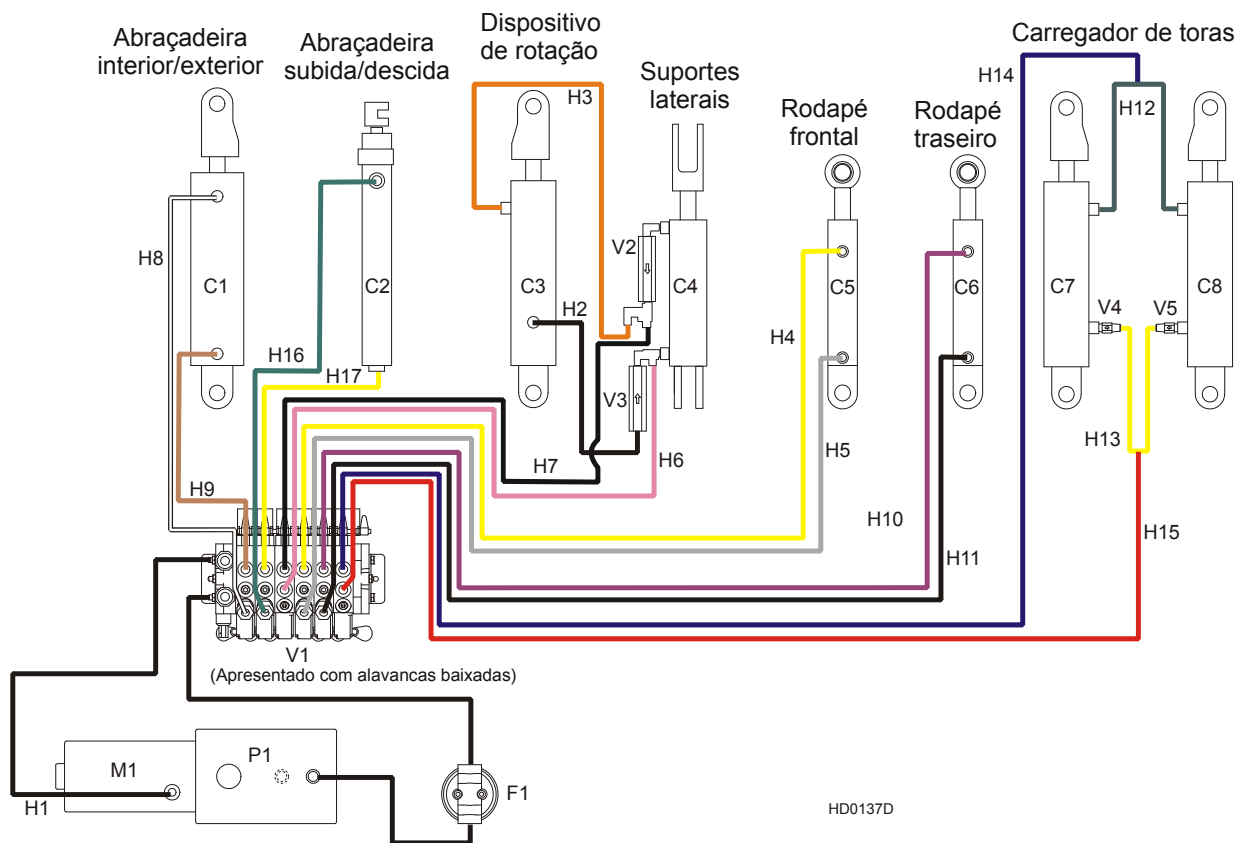 Abraçadeira
interior/exterior
Abraçadeira
subida/descida
Dispositivo
de rotação
Suportes
laterais
Rodapé
frontal
Rodapé
traseiro
Carregador de toras
H14
H3
H12
H8
V2
C1
C2
C3
C4
C5
C6
C7
C8
H2
V4
V5
H16
H4
H17
V3
H13
H5
H7
H6
H9
H10
H15
H11
V1
(Apresentado com alavancas baixadas)
M1
P1
F1
H1
HD0137D